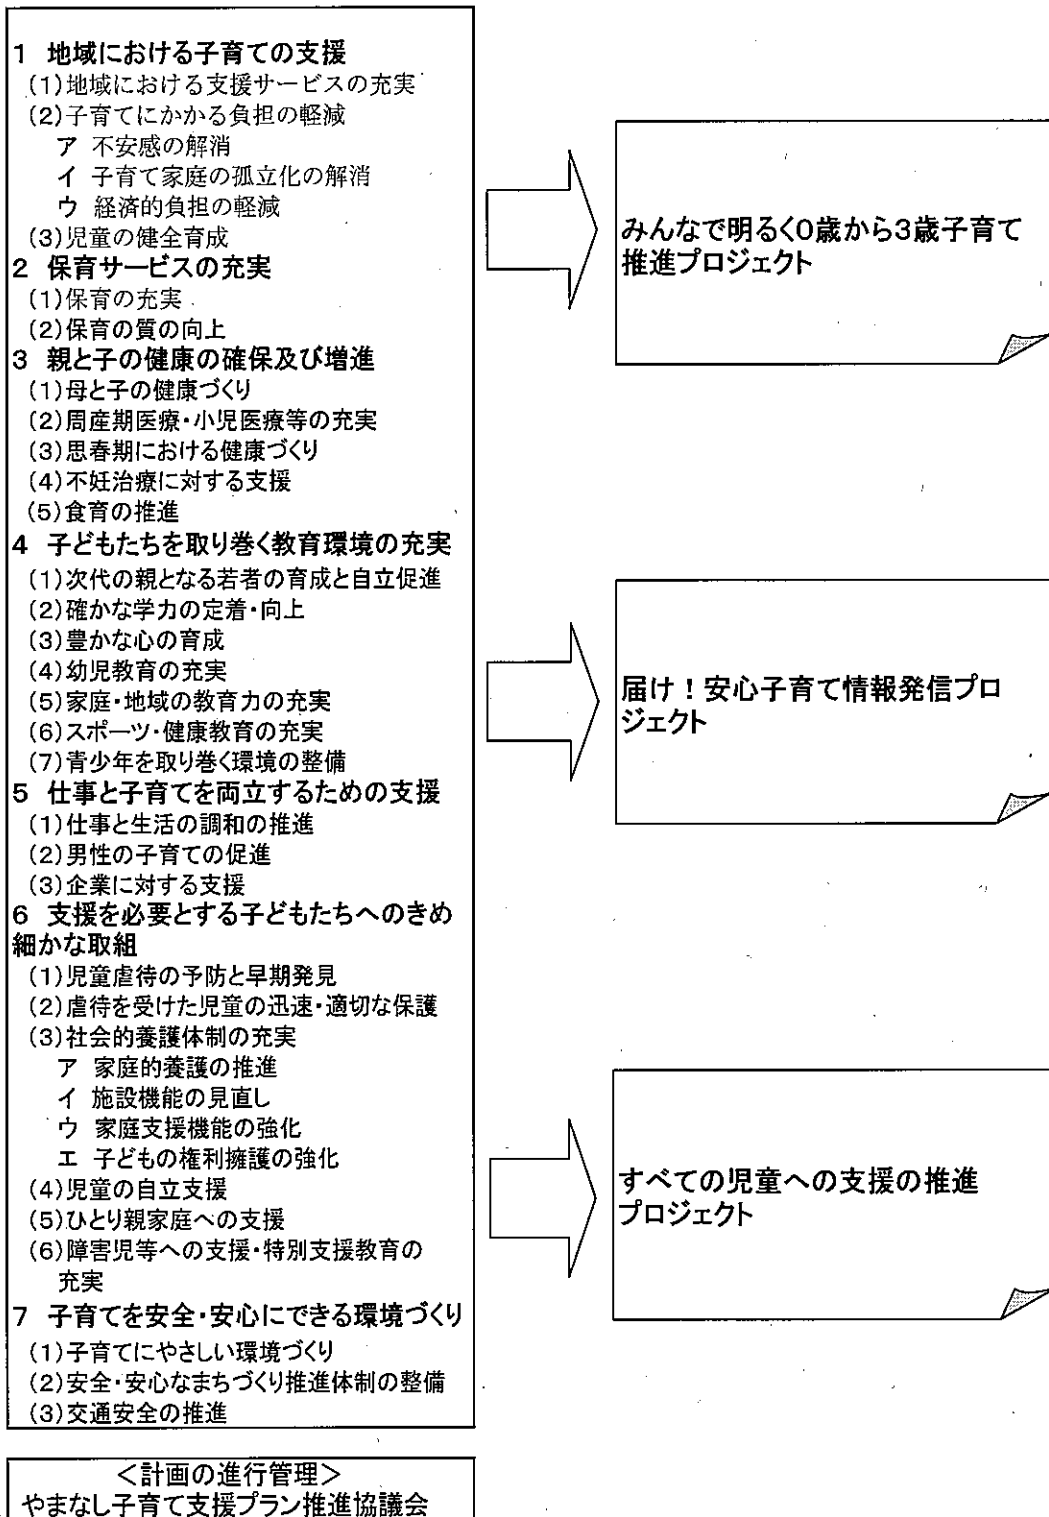 1 地域における子育ての支援
(1)地域における支援サービスの充実
(2)子育てにかかる負担の軽減
ア 不安感の解消
イ 子育て家庭の孤立化の解消
ウ 経済的負担の軽減
(3)児童の健全育成
2 保育サービスの充実
(1)保育の充実
(2)保育の質の向上
3 親と子の健康の確保及び増進
(1)母と子の健康づくり
(2)周産期医療・小児医療等の充実
(3)思春期における健康づくり
(4)不妊治療に対する支援
(5)食育の推進
4 子どもたちを取り巻く教育環境の充実
(1)次代の親となる若者の育成と自立促進
(2)確かな学力の定着・向上
(3)豊かな心の育成
(4)幼児教育の充実
(5)家庭・地域の教育力の充実
(6)スポーツ・健康教育の充実
(7)青少年を取り巻く環境の整備
5 仕事と子育てを両立するための支援
(1)仕事と生活の調和の推進
(2)男性の子育ての促進
(3)企業に対する支援
6 支援を必要とする子どもたちへのきめ
細かな取組
(1)児童虐待の予防と早期発見
(2)虐待を受けた児童の迅速・適切な保護
(3)社会的養護体制の充実
ア 家庭的養護の推進
イ 施設機能の見直し
ウ 家庭支援機能の強化
エ 子どもの権利擁護の強化
(4)児童の自立支援
(5)ひとり親家庭への支援
(6)障害児等への支援・特別支援教育の
充実
7 子育てを安全・安心にできる環境づくり
(1)子育てにやさしい環境づくり
(2)安全・安心なまちづくり推進体制の整備
(3)交通安全の推進
<計画の進行管理>
やまなし子育て支援プラン推進協議会
みんなで明るく0歳から3歳子育て
推進プロジェクト
届け!安心子育て情報発信プロ
ジェクト
すべての児童への支援の推進
プロジェクト